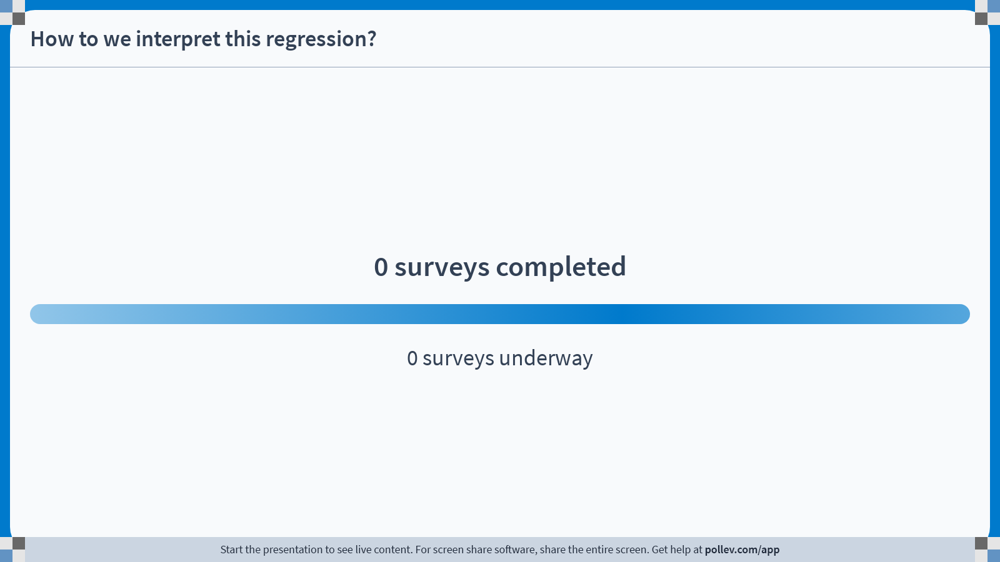 How to we interpret this regression?
0 surveys completed
0 surveys underway
Start the presentation to see live content. For screen share software, share the entire screen. Get help at pollev.com/app